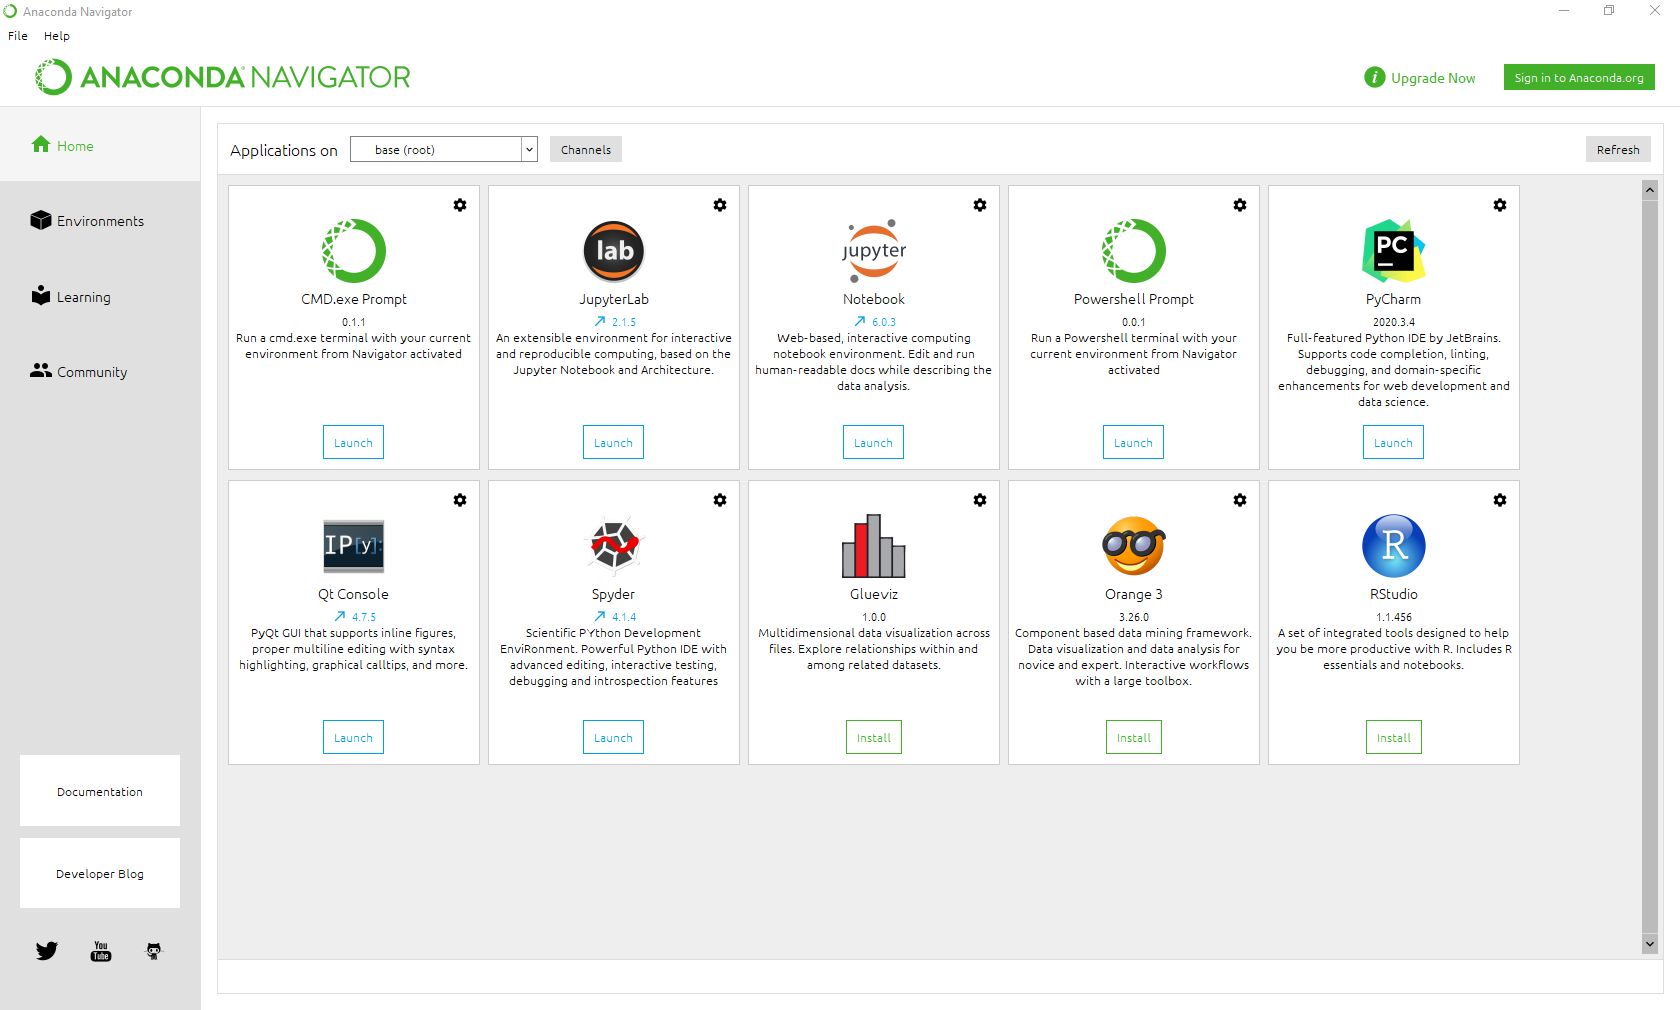 Anaconda Navigator
File Help
ANACONDA NAVIGATOR
i Upgrade Now
Sign in to Anaconda.org
Home
Environments
Learning
Community
Documentation
Developer Blog
You
Tube
Applications on base (root) Channels Refresh
CMD.exe Prompt
0.1.1
Run a cmd.exe terminal with your current
environment from Navigator activated
Launch
lab
JupyterLab
2.1.5
An extensible environment for interactive
and reproducible computing, based on the
Jupyter Notebook and Architecture.
Launch
jupyter
Notebook
6.0.3
Web-based, interactive computing
notebook environment. Edit and run
human-readable docs while describing the
data analysis.
Launch
Powershell Prompt
0.0.1
Run a Powershell terminal with your
current environment from Navigator
activated
Launch
PC
PyCharm
2020.3.4
Full-featured Python IDE by JetBrains.
Supports code completion, linting,
debugging, and domain-specific
enhancements for web development and
data science.
Launch
IP[y]:
Qt Console
4.7.5
PyQt GUI that supports inline figures,
proper multiline editing with syntax
highlighting, graphical calltips, and more.
Launch
Spyder
4.1.4
Scientific PYthon Development
EnviRonment. Powerful Python IDE with
advanced editing, interactive testing,
debugging and introspection features
Launch
Glueviz
1.0.0
Multidimensional data visualization across
files. Explore relationships within and
among related datasets.
Install
Orange 3
3.26.0
Component based data mining framework.
Data visualization and data analysis for
novice and expert. Interactive workflows
with a large toolbox.
Install
R
RStudio
1.1.456
A set of integrated tools designed to help
you be more productive with R. Includes R
essentials and notebooks.
Install